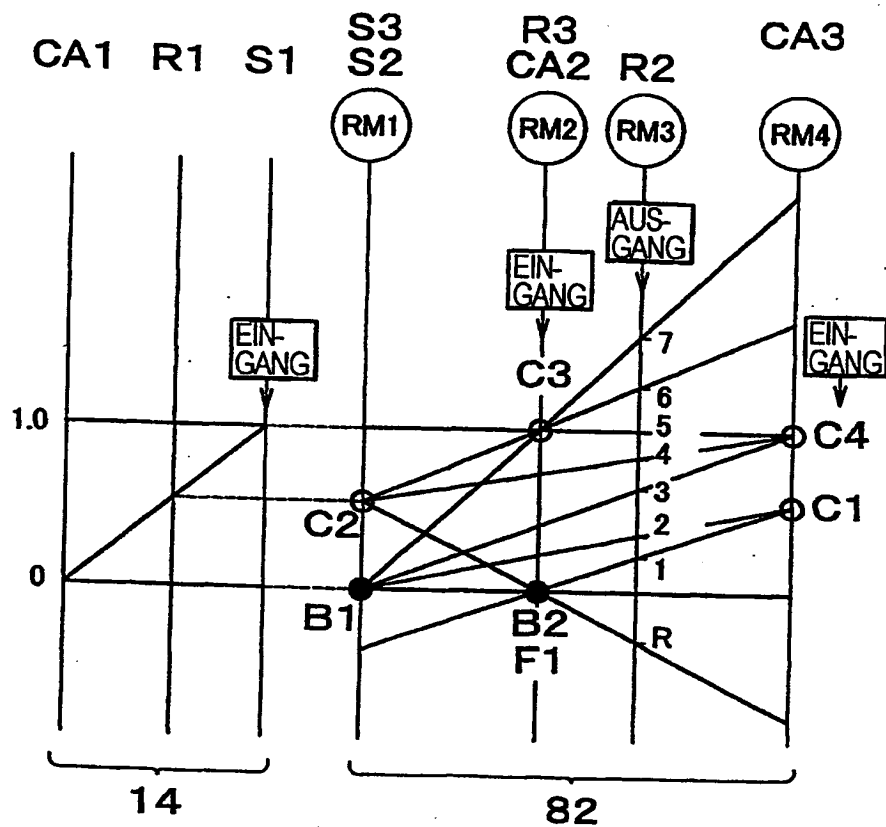 S3 R3 CA3
CA1 R1 S1 S2 CA2 R2
RM1 RM2 RM3 RM4
AUS-
GANG
EIN-
GANG
EIN-
GANG
EIN-
GANG
7
C3
6
1.0
5
C4
4
3
C1
C2
2
1
0
B1
B2
R
F1
14
82